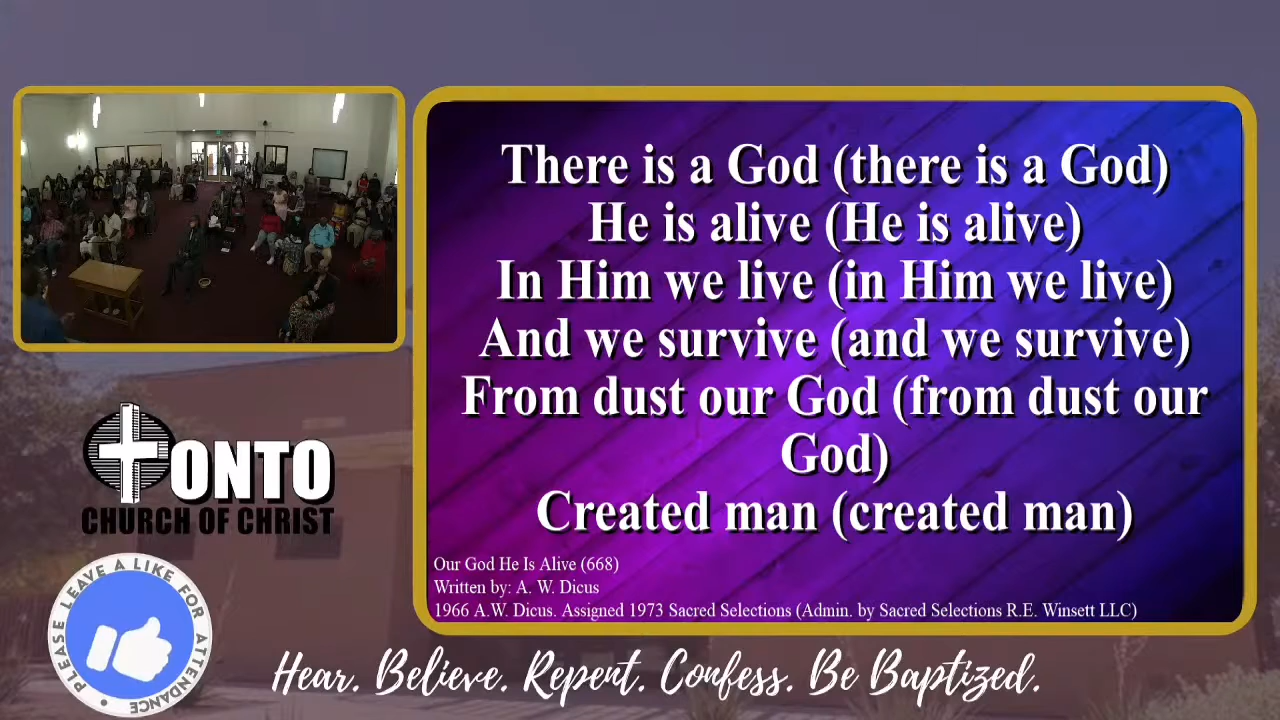 There is a God (there is a God)
He is alive (He is alive)
In Him we live (in Him we live)
And we survive (and we survive)
From dust our God (from dust our
God)
Created man (created man)
Our God He Is Alive (668)
Written by: A. W. Dicus
1966 A.W. Dicus. Assigned 1973 Sacred Selections (Admin. by Sacred Selections R.E. Winsett LLC)
TONTO
CHURCH OF CHRIST
PLEASE LEAVE A LIKE FOR ATTENDANCE
Hear. Believe. Repent. Confess. Be Baptized.